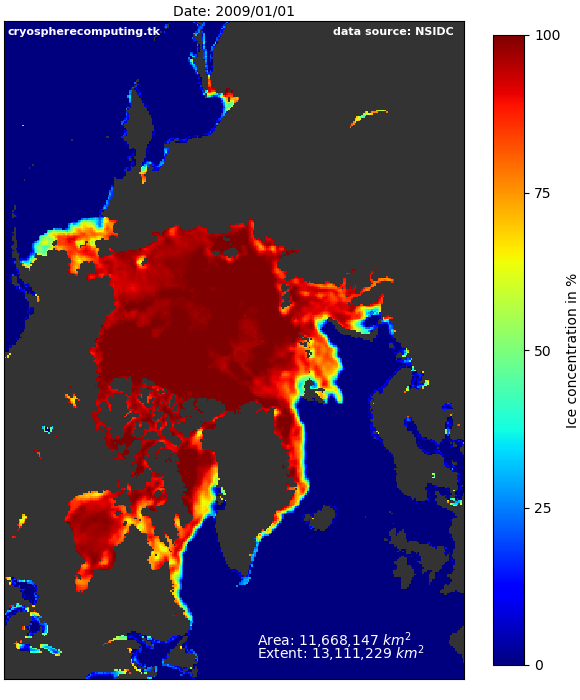 Date: 2009/01/01
cryospherecomputing.tk
data source: NSIDC
100
75
50
25
0
Ice concentration in %
Area: 11,668,147 km²
Extent: 13,111,229 km²